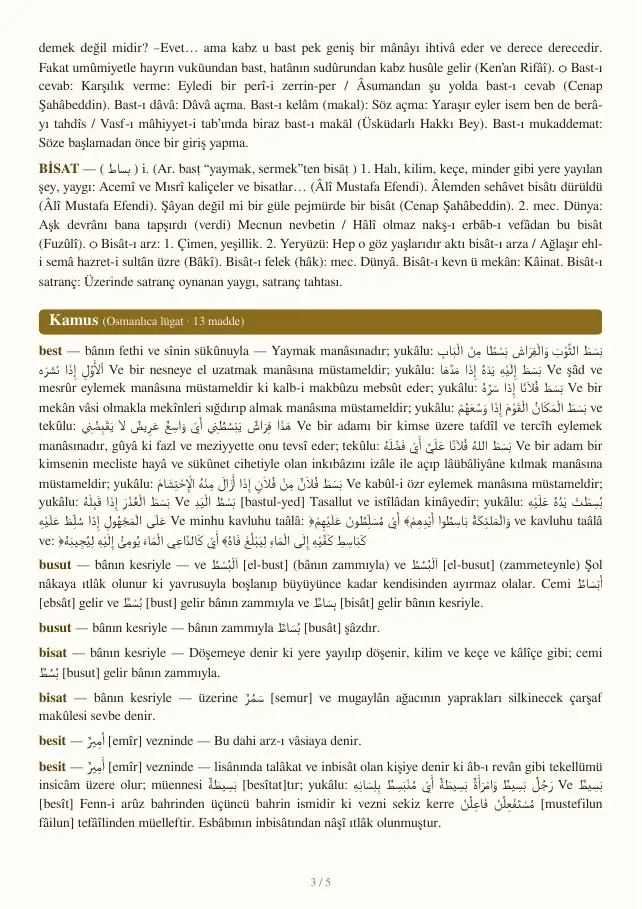 demek değil midir? –Evet… ama kabz u bast pek geniş bir mânâyı ihtivâ eder ve derece derecedir.
Fakat umûmiyetle hayrın vukūundan bast, hatânın sudûrundan kabz husûle gelir (Ken’an Rifâî). ѻ Bast-ı
cevab: Karşılık verme: Eyledi bir perî-i zerrin-per / Âsumandan şu yolda bast-ı cevab (Cenap
Şahâbeddin). Bast-ı dâvâ: Dâvâ açma. Bast-ı kelâm (makal): Söz açma: Yaraşır eyler isem ben de berâ-
yı tahdîs / Vasf-ı mâhiyyet-i tab’ımda biraz bast-ı makāl (Üsküdarlı Hakkı Bey). Bast-ı mukaddemat:
Söze başlamadan önce bir giriş yapma.
BİSAT — ( بساط ) i. (Ar. basṭ “yaymak, sermek”ten bisāṭ ) 1. Halı, kilim, keçe, minder gibi yere yayılan
şey, yaygı: Acemî ve Mısrî kaliçeler ve bisatlar… (Âlî Mustafa Efendi). Âlemden sehâvet bisâtı dürüldü
(Âlî Mustafa Efendi). Şâyan değil mi bir güle pejmürde bir bisât (Cenap Şahâbeddin). 2. mec. Dünya:
Aşk devrânı bana tapşırdı (verdi) Mecnun nevbetin / Hâlî olmaz nakş-ı erbâb-ı vefâdan bu bisât
(Fuzûlî). ѻ Bisât-ı arz: 1. Çimen, yeşillik. 2. Yeryüzü: Hep o göz yaşlarıdır aktı bisât-ı arza / Ağlaşır ehl-
i semâ hazret-i sultân üzre (Bâkî). Bisât-ı felek (hâk): mec. Dünyâ. Bisât-ı kevn ü mekân: Kâinat. Bisât-ı
satranç: Üzerinde satranç oynanan yaygı, satranç tahtası.
Kamus (Osmanlıca lügat · 13 madde)
best — bânın fethi ve sînin sükûnuyla — Yaymak manâsınadır; yukâlu: بَسَطَ الثَّوْبَ وَالْفِرَاشَ بَسْطًا مِنَ الْبَابِ
اْلأَوَّلِ إِذَا نَشَرَه Ve bir nesneye el uzatmak manâsına müstameldir; yukâlu: بَسَطَ إِلَيْهِ يَدَهُ إِذَا مَدَّهَا Ve şâd ve
mesrûr eylemek manâsına müstameldir ki kalb-i makbûzu mebsût eder; yukâlu: بَسَطَ فُلاَنًا إِذَا سَرَّهُ Ve bir
mekân vâsi olmakla mekînleri sığdırıp almak manâsına müstameldir; yukâlu: بَسَطَ الْمَكَانُ الْقَوْمَ إِذَا وَسِعَهُمْ ve
tekûlu: هَذَا فِرَاشٌ يَبْسُطُنِي أَيْ وَاسِعٌ عَرِيضٌ لاَ يَقْبِضُنِي Ve bir adamı bir kimse üzere tafdîl ve tercîh eylemek
manâsınadır, gûyâ ki fazl ve meziyyette onu tevsî eder; tekûlu: بَسَطَ اللهُ فُلاَنًا عَلَيَّ أَيْ فَضَّلَهُ Ve bir adam bir
kimsenin mecliste hayâ ve sükûnet cihetiyle olan inkıbâzını izâle ile açıp lâübâliyâne kılmak manâsına
müstameldir; yukâlu: بَسَطَ فُلاَنٌ مِنْ فُلاَنٍ إِذَا أَزَالَ مِنْهُ الْإِحْتِشَامَ Ve kabûl-i özr eylemek manâsına müstameldir;
yukâlu: بَسَطَ الْعُذْرَ إِذَا قَبِلَهُ Ve بَسْطُ الْيَدِ [bastul-yed] Tasallut ve istîlâdan kinâyedir; yukâlu: بُسِطَتْ يَدُهُ عَلَيْهِ
عَلَى الْمَجْهُولِ إِذَا سُلِّطَ عَلَيْهِ Ve minhu kavluhu taâlâ: ﴿وَالْمَلئِكَةُ بَاسِطُوا أَيْدِيهِمْ﴾ أَيْ مُسَلَّطُونَ عَلَيْهِمْ ve kavluhu taâlâ
ve: ﴿كَبَاسِطِ كَفَّيْهِ إِلَى الْمَاءِ لِيَبْلُغَ فَاهُ﴾ أَيْ كَالدَّاعِي الْمَاءَ يُومِئُ إِلَيْهِ لِيُجِيبَهُ
busut — bânın kesriyle — ve اَلْبُسْطُ [el-bust] (bânın zammıyla) ve اَلْبُسُطُ [el-busut] (zammeteynle) Şol
nâkaya ıtlâk olunur ki yavrusuyla boşlanıp büyüyünce kadar kendisinden ayırmaz olalar. Cemi أَبْسَاطٌ
[ebsât] gelir ve بُسْطٌ [bust] gelir bânın zammıyla ve بِسَاطٌ [bisât] gelir bânın kesriyle.
busut — bânın kesriyle — bânın zammıyla بُسَاطٌ [busât] şâzdır.
bisat — bânın kesriyle — Döşemeye denir ki yere yayılıp döşenir, kilim ve keçe ve kâlîçe gibi; cemi
بُسُطٌ [busut] gelir bânın zammıyla.
bisat — bânın kesriyle — üzerine سَمُرٌ [semur] ve mugaylân ağacının yaprakları silkinecek çarşaf
makûlesi sevbe denir.
besit — أَمِيرٌ [emîr] vezninde — Bu dahi arz-ı vâsiaya denir.
besit — أَمِيرٌ [emîr] vezninde — lisânında talâkat ve inbisât olan kişiye denir ki âb-ı revân gibi tekellümü
insicâm üzere olur; müennesi بَسِيطَةٌ [besîtat]tır; yukâlu: رَجُلٌ بَسِيطٌ وَامْرَأَةٌ بَسِيطَةٌ أَيْ مُنْبَسِطٌ بِلِسَانِهِ Ve بَسِيطٌ
[besît] Fenn-i arûz bahrinden üçüncü bahrin ismidir ki vezni sekiz kerre مُسْتَفْعِلُنْ فَاعِلُنْ [mustefilun
fâilun] tefâîlinden müelleftir. Esbâbının inbisâtından nâşî ıtlâk olunmuştur.
3 / 5